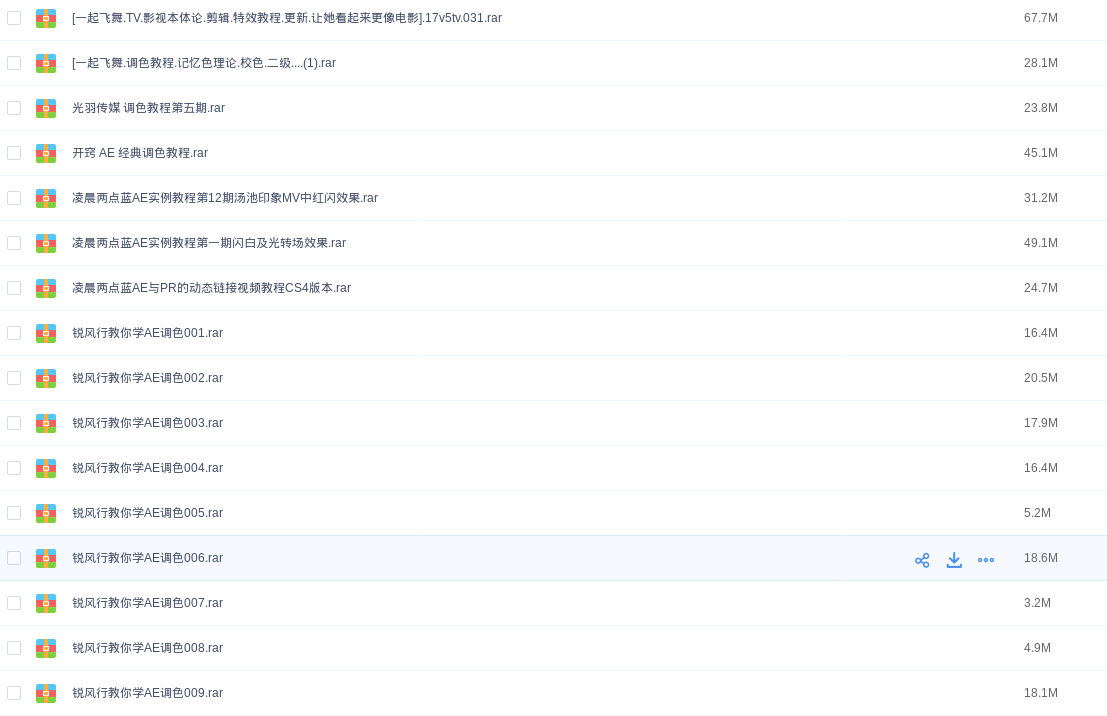 [一起飞舞.TV.影视本体论.剪辑.特效教程.更新.让她看起来更像电影].17v5tv.031.rar 67.7M
[一起飞舞.调色教程.记忆色理论.校色.二级....(1).rar 28.1M
光羽传媒 调色教程第五期.rar 23.8M
开窍 AE 经典调色教程.rar 45.1M
凌晨两点蓝AE实例教程第12期汤池印象MV中红闪效果.rar 31.2M
凌晨两点蓝AE实例教程第一期闪白及光转场效果.rar 49.1M
凌晨两点蓝AE与PR的动态链接视频教程CS4版本.rar 24.7M
锐风行教你学AE调色001.rar 16.4M
锐风行教你学AE调色002.rar 20.5M
锐风行教你学AE调色003.rar 17.9M
锐风行教你学AE调色004.rar 16.4M
锐风行教你学AE调色005.rar 5.2M
锐风行教你学AE调色006.rar 18.6M
锐风行教你学AE调色007.rar 3.2M
锐风行教你学AE调色008.rar 4.9M
锐风行教你学AE调色009.rar 18.1M